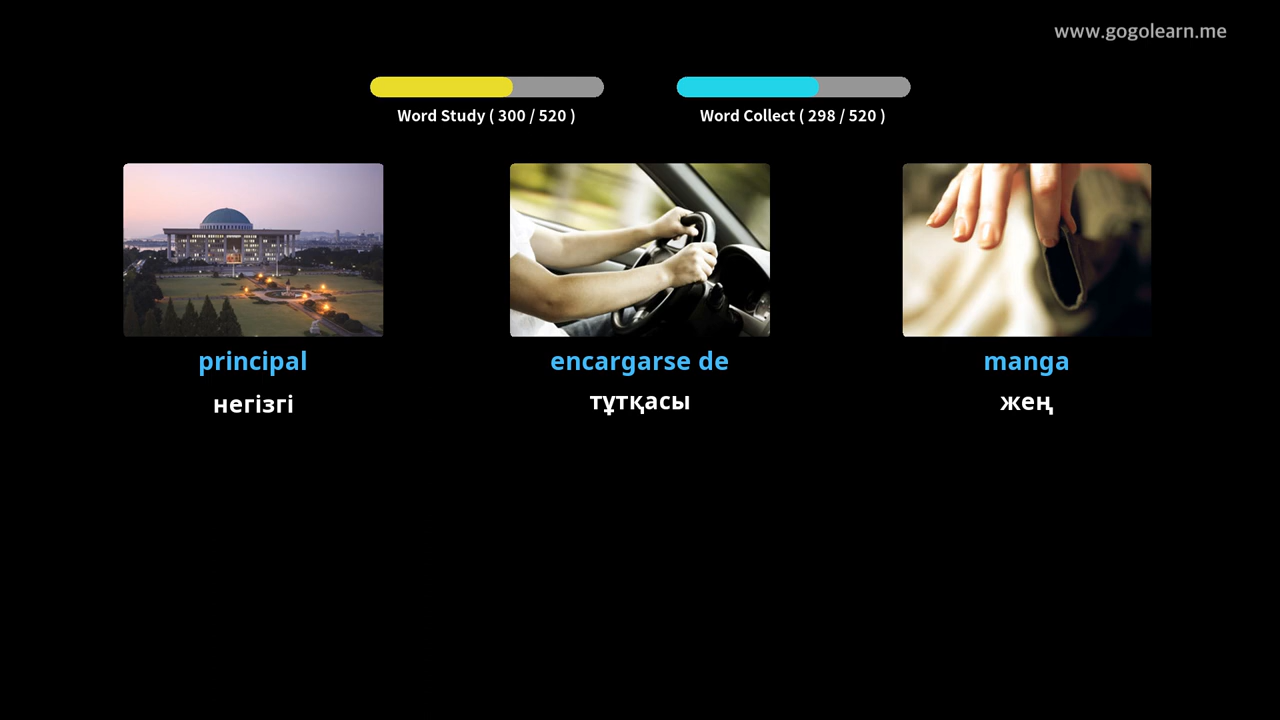 www.gogolearn.me
Word Study ( 300 / 520 )
Word Collect ( 298 / 520 )
principal
негізгі
encargarse de
тұтқасы
manga
жең